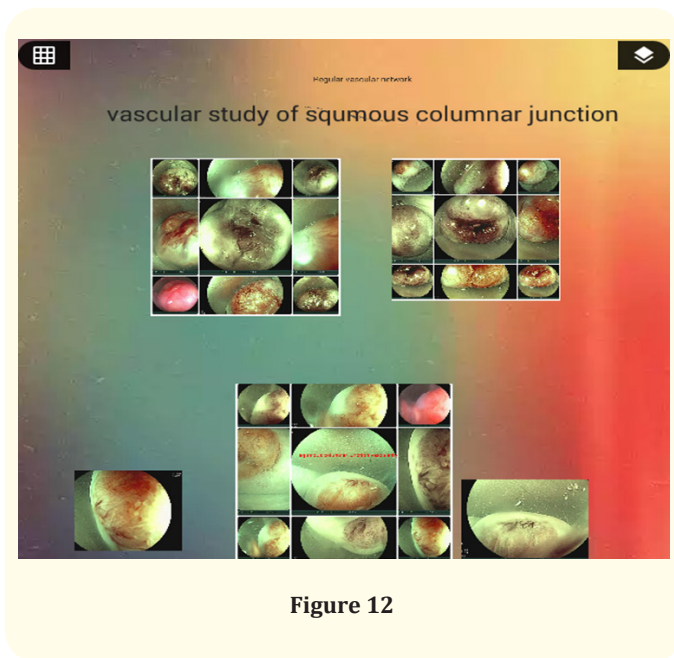 Regular vascular network
vascular study of squmous columnar junction
Figure 12